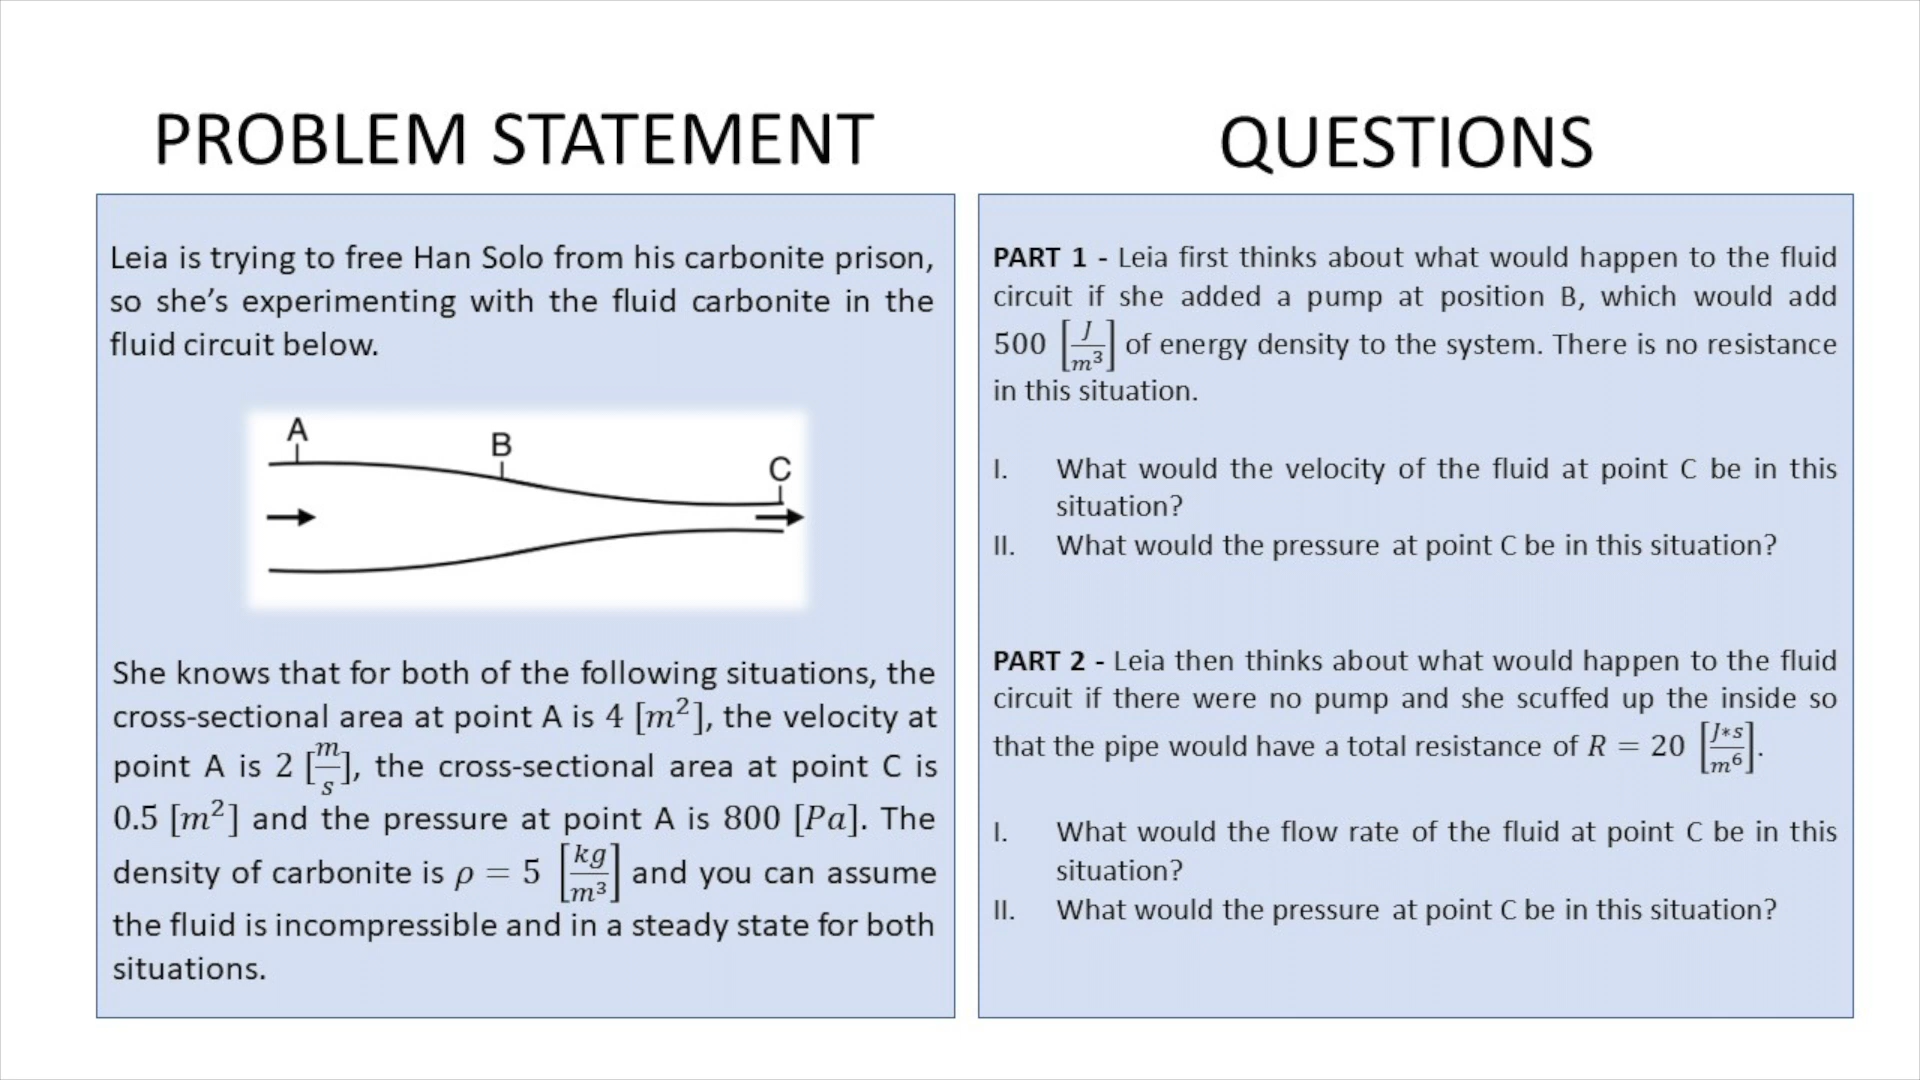 PROBLEM STATEMENT
Leia is trying to free Han Solo from his carbonite prison,
so she’s experimenting with the fluid carbonite in the
fluid circuit below.
A
B
C
She knows that for both of the following situations, the
cross-sectional area at point A is 4 [m²], the velocity at
point A is 2 [m/s], the cross-sectional area at point C is
0.5 [m²] and the pressure at point A is 800 [Pa]. The
density of carbonite is ρ = 5 [kg/m³] and you can assume
the fluid is incompressible and in a steady state for both
situations.
QUESTIONS
PART 1 - Leia first thinks about what would happen to the fluid
circuit if she added a pump at position B, which would add
500 [J/m³] of energy density to the system. There is no resistance
in this situation.
I. What would the velocity of the fluid at point C be in this
situation?
II. What would the pressure at point C be in this situation?
PART 2 - Leia then thinks about what would happen to the fluid
circuit if there were no pump and she scuffed up the inside so
that the pipe would have a total resistance of R = 20 [J*s/m⁶].
I. What would the flow rate of the fluid at point C be in this
situation?
II. What would the pressure at point C be in this situation?